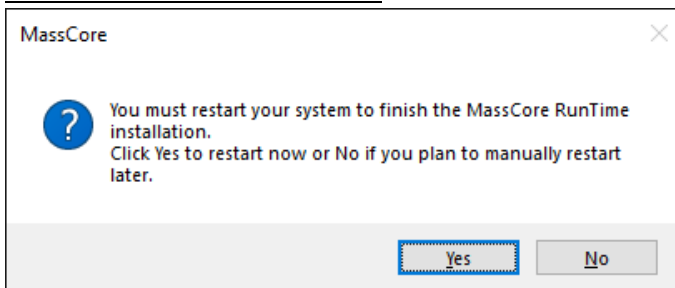 MassCore
You must restart your system to finish the MassCore RunTime
installation.
Click Yes to restart now or No if you plan to manually restart
later.
Yes
No